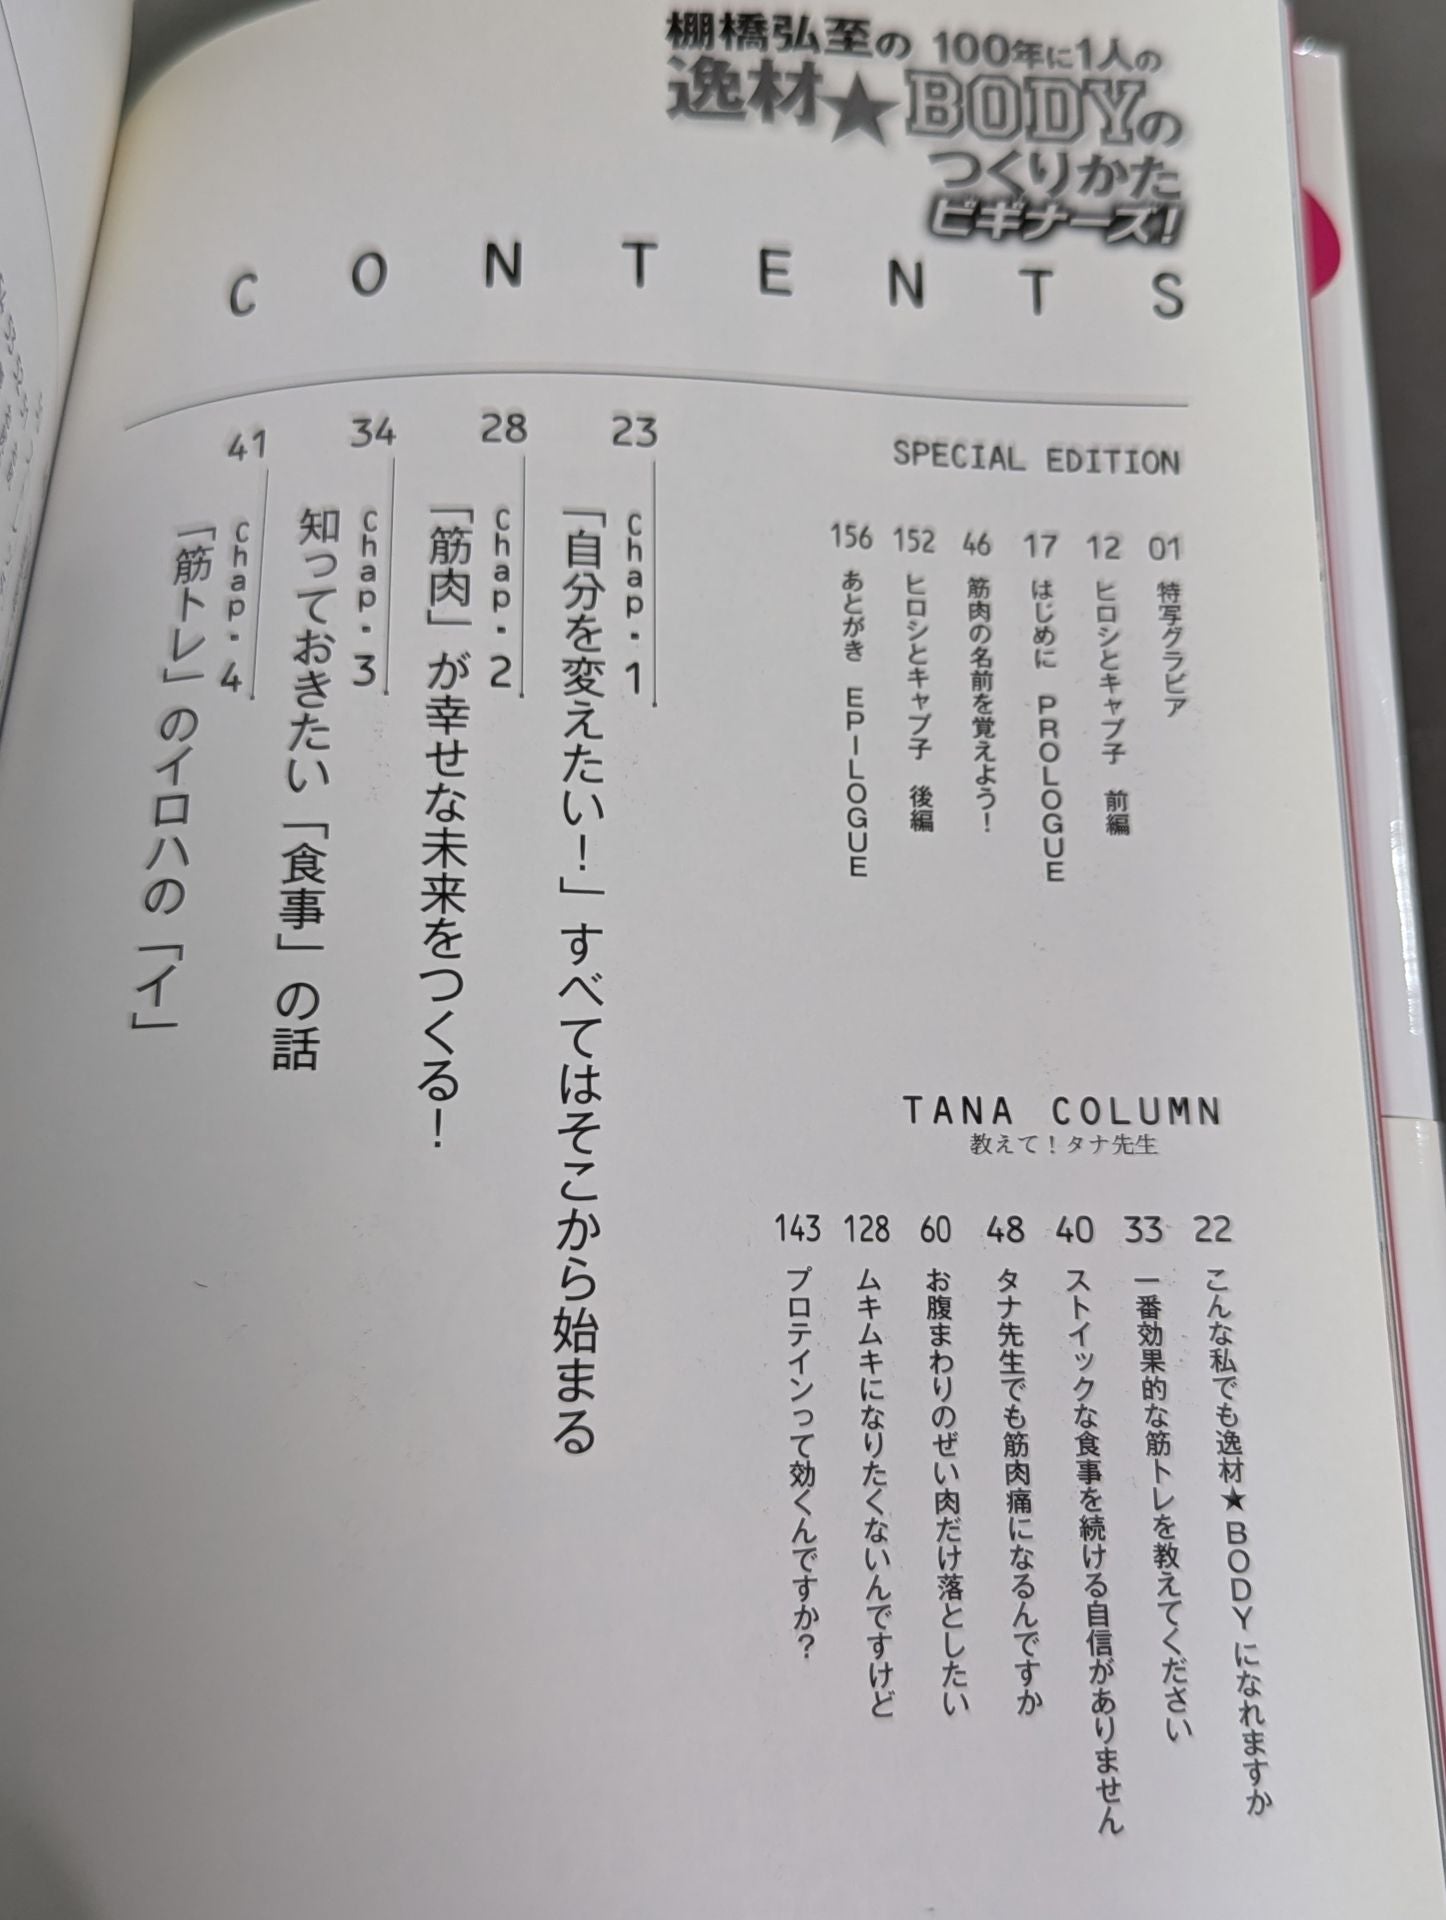 棚橋弘至の 100年に1人の
逸材★BODYの
つくりかた
ビギナーズ!
CONTENTS
SPECIAL EDITION
01 特写グラビア
12 ヒロシとキャプ子 前編
17 はじめに PROLOGUE
46 筋肉の名前を覚えよう!
152 ヒロシとキャプ子 後編
156 あとがき EPILOGUE
TANA COLUMN
教えて!タナ先生
22 こんな私でも逸材★BODYになれますか
33 一番効果的な筋トレを教えてください
40 ストイックな食事を続ける自信がありません
48 タナ先生でも筋肉痛になるんですか
60 お腹まわりのぜい肉だけ落としたい
128 ムキムキになりたくないんですけど
143 プロテインって効くんですか?
23 chap.1
「自分を変えたい!」すべてはそこから始まる
28 chap.2
「筋肉」が幸せな未来をつくる!
34 chap.3
知っておきたい「食事」の話
41 chap.4
「筋トレ」のイロハの「イ」